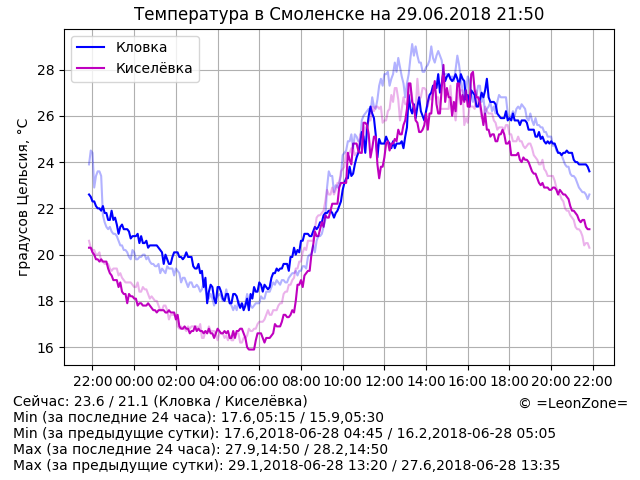 Температура в Смоленске на 29.06.2018 21:50
Кловка
Киселёвка
градусов Цельсия, °C
28
26
24
22
20
18
16
22:00 00:00 02:00 04:00 06:00 08:00 10:00 12:00 14:00 16:00 18:00 20:00 22:00
Сейчас: 23.6 / 21.1 (Кловка / Киселёвка)
© =LeonZone=
Min (за последние 24 часа): 17.6,05:15 / 15.9,05:30
Min (за предыдущие сутки): 17.6,2018-06-28 04:45 / 16.2,2018-06-28 05:05
Max (за последние 24 часа): 27.9,14:50 / 28.2,14:50
Max (за предыдущие сутки): 29.1,2018-06-28 13:20 / 27.6,2018-06-28 13:35